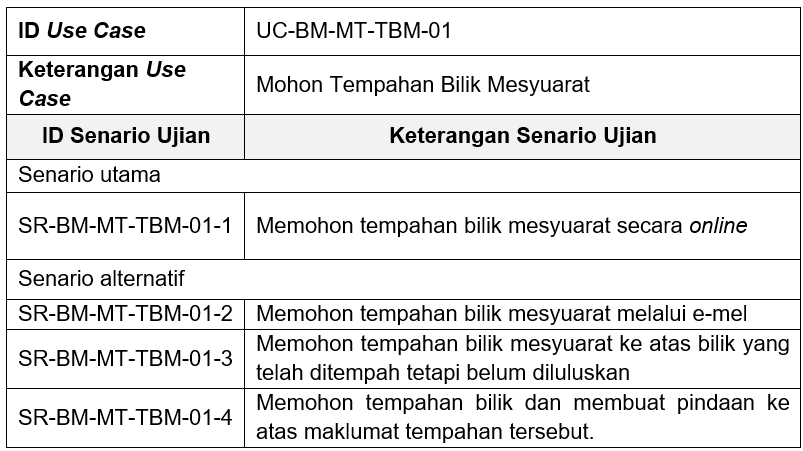 ID Use Case
UC-BM-MT-TBM-01
Keterangan Use
Case
Mohon Tempahan Bilik Mesyuarat
ID Senario Ujian
Keterangan Senario Ujian
Senario utama
SR-BM-MT-TBM-01-1
Memohon tempahan bilik mesyuarat secara online
Senario alternatif
SR-BM-MT-TBM-01-2
Memohon tempahan bilik mesyuarat melalui e-mel
SR-BM-MT-TBM-01-3
Memohon tempahan bilik mesyuarat ke atas bilik yang
telah ditempah tetapi belum diluluskan
SR-BM-MT-TBM-01-4
Memohon tempahan bilik dan membuat pindaan ke
atas maklumat tempahan tersebut.